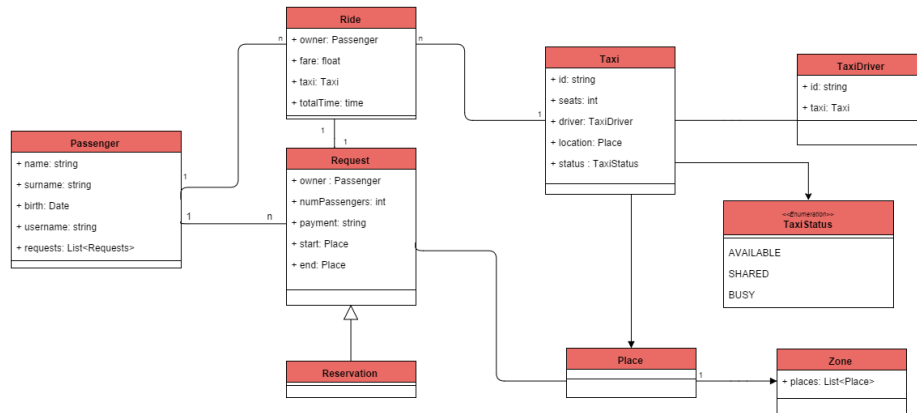 Ride
+ owner: Passenger
+ fare: float
+ taxi: Taxi
+ totalTime: time
n
n
Taxi
+ id: string
+ seats: int
+ driver: TaxiDriver
+ location: Place
+ status : TaxiStatus
1
TaxiDriver
+ id: string
+ taxi: Taxi
Passenger
+ name: string
+ surname: string
+ birth: Date
+ username: string
+ requests: List<Requests>
1
1
n
1
1
Request
+ owner : Passenger
+ numPassengers: int
+ payment: string
+ start: Place
+ end: Place
<<Enumeration>>
TaxiStatus
AVAILABLE
SHARED
BUSY
Reservation
Place
1
Zone
+ places: List<Place>